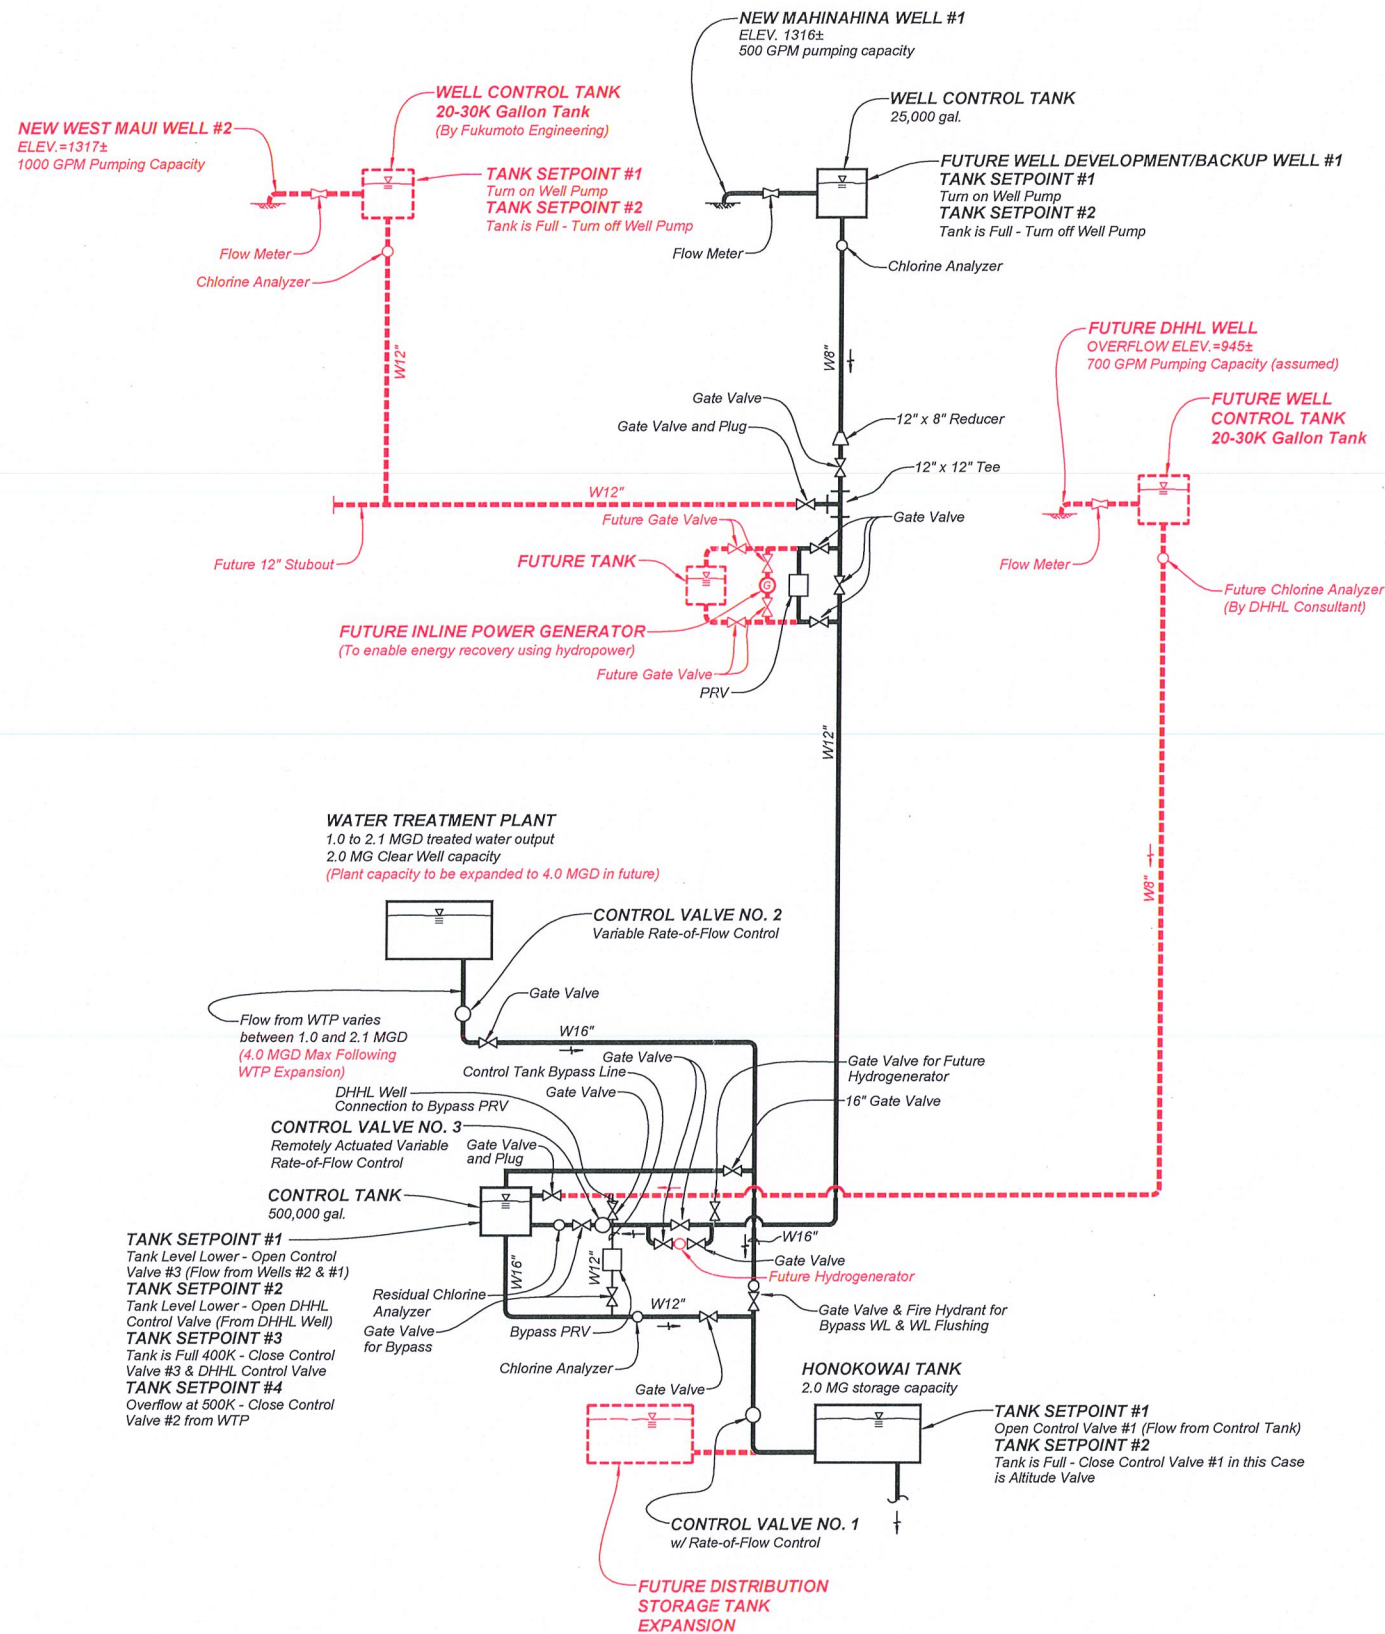 NEW MAHINAHINA WELL #1
ELEV. 1316±
500 GPM pumping capacity
WELL CONTROL TANK
20-30K Gallon Tank
(By Fukumoto Engineering)
WELL CONTROL TANK
25,000 gal.
NEW WEST MAUI WELL #2
ELEV.=1317±
1000 GPM Pumping Capacity
TANK SETPOINT #1
Turn on Well Pump
TANK SETPOINT #2
Tank is Full - Turn off Well Pump
FUTURE WELL DEVELOPMENT/BACKUP WELL #1
TANK SETPOINT #1
Turn on Well Pump
TANK SETPOINT #2
Tank is Full - Turn off Well Pump
Flow Meter
Chlorine Analyzer
Flow Meter
Chlorine Analyzer
W12"
W8"
FUTURE DHHL WELL
OVERFLOW ELEV.=945±
700 GPM Pumping Capacity (assumed)
FUTURE WELL
CONTROL TANK
20-30K Gallon Tank
Gate Valve
Gate Valve and Plug
12" x 8" Reducer
12" x 12" Tee
W12"
Future Gate Valve
Gate Valve
Future 12" Stubout
FUTURE TANK
G
Flow Meter
Future Chlorine Analyzer
(By DHHL Consultant)
FUTURE INLINE POWER GENERATOR
(To enable energy recovery using hydropower)
Future Gate Valve
PRV
W12"
W8"
WATER TREATMENT PLANT
1.0 to 2.1 MGD treated water output
2.0 MG Clear Well capacity
(Plant capacity to be expanded to 4.0 MGD in future)
CONTROL VALVE NO. 2
Variable Rate-of-Flow Control
Gate Valve
Flow from WTP varies
between 1.0 and 2.1 MGD
(4.0 MGD Max Following
WTP Expansion)
W16"
Gate Valve
Control Tank Bypass Line
Gate Valve
Gate Valve for Future
Hydrogenerator
16" Gate Valve
DHHL Well
Connection to Bypass PRV
CONTROL VALVE NO. 3
Remotely Actuated Variable
Rate-of-Flow Control
Gate Valve
and Plug
CONTROL TANK
500,000 gal.
TANK SETPOINT #1
Tank Level Lower - Open Control
Valve #3 (Flow from Wells #2 & #1)
TANK SETPOINT #2
Tank Level Lower - Open DHHL
Control Valve (From DHHL Well)
TANK SETPOINT #3
Tank is Full 400K - Close Control
Valve #3 & DHHL Control Valve
TANK SETPOINT #4
Overflow at 500K - Close Control
Valve #2 from WTP
W16"
W12"
W16"
Gate Valve
Future Hydrogenerator
Residual Chlorine
Analyzer
Gate Valve
for Bypass
W12"
Bypass PRV
Gate Valve & Fire Hydrant for
Bypass WL & WL Flushing
Chlorine Analyzer
Gate Valve
HONOKOWAI TANK
2.0 MG storage capacity
TANK SETPOINT #1
Open Control Valve #1 (Flow from Control Tank)
TANK SETPOINT #2
Tank is Full - Close Control Valve #1 in this Case
is Altitude Valve
CONTROL VALVE NO. 1
w/ Rate-of-Flow Control
FUTURE DISTRIBUTION
STORAGE TANK
EXPANSION